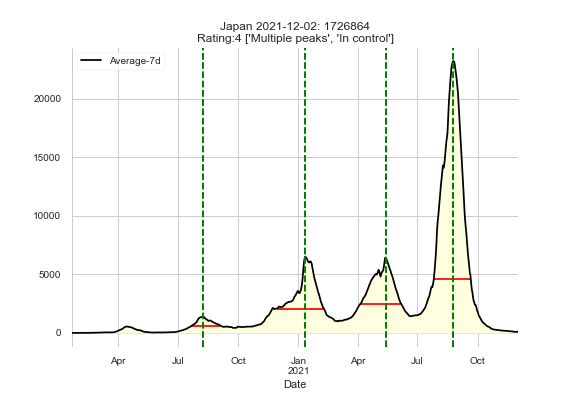 Japan 2021-12-02: 1726864
Rating:4 ['Multiple peaks', 'In control']
Average-7d
20000
15000
10000
5000
0
Apr
Jul
Oct
Jan
2021
Apr
Jul
Oct
Date